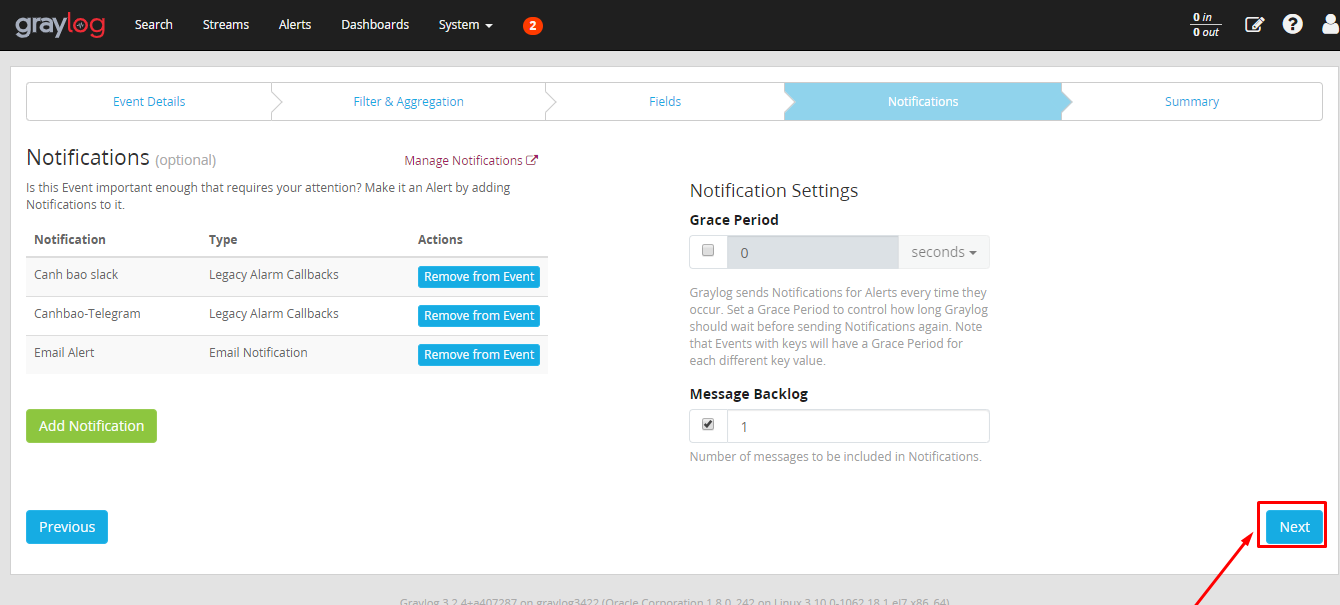 graylog
Search
Streams
Alerts
Dashboards
System
2
0 in
0 out
Event Details
Filter & Aggregation
Fields
Notifications
Summary
Notifications (optional)
Manage Notifications
Is this Event important enough that requires your attention? Make it an Alert by adding
Notifications to it.
Notification Type Actions
Canh bao slack Legacy Alarm Callbacks Remove from Event
Canhbao-Telegram Legacy Alarm Callbacks Remove from Event
Email Alert Email Notification Remove from Event
Add Notification
Notification Settings
Grace Period
0 seconds
Graylog sends Notifications for Alerts every time they
occur. Set a Grace Period to control how long Graylog
should wait before sending Notifications again. Note
that Events with keys will have a Grace Period for
each different key value.
Message Backlog
1
Number of messages to be included in Notifications.
Previous
Next
Graylog 3.2.4+a407287 on graylog3422 (Oracle Corporation 1.8.0_242 on Linux 3.10.0-1062.18.1.el7.x86_64)